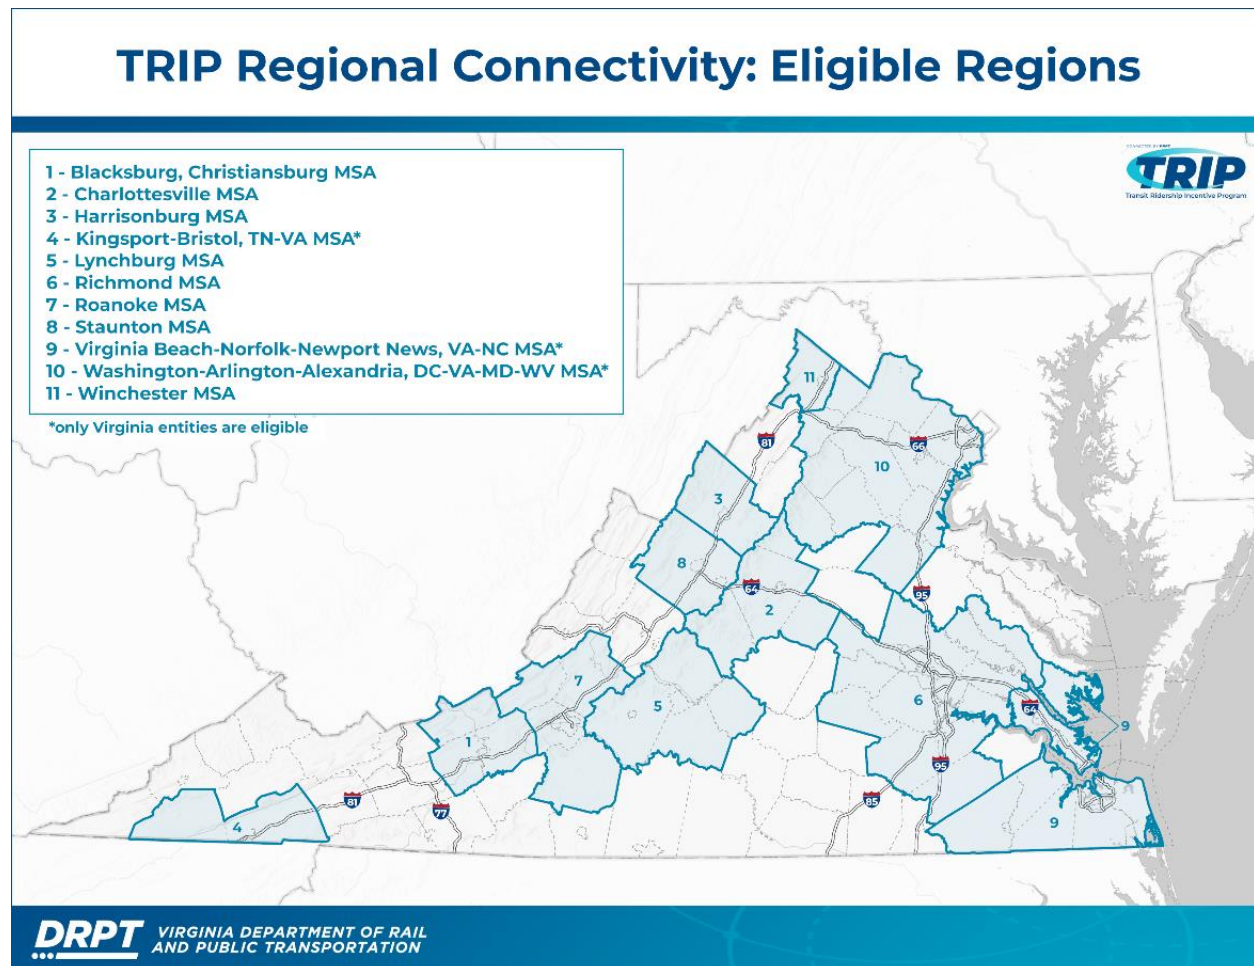 TRIP Regional Connectivity: Eligible Regions
1 - Blacksburg, Christiansburg MSA
2 - Charlottesville MSA
3 - Harrisonburg MSA
4 - Kingsport-Bristol, TN-VA MSA*
5 - Lynchburg MSA
6 - Richmond MSA
7 - Roanoke MSA
8 - Staunton MSA
9 - Virginia Beach-Norfolk-Newport News, VA-NC MSA*
10 - Washington-Arlington-Alexandria, DC-VA-MD-WV MSA*
11 - Winchester MSA
*only Virginia entities are eligible
TRIP
Transit Ridership Incentive Program
11
81
66
10
3
8
64
95
2
7
5
6
64
9
1
95
81
77
85
4
9
DRPT
VIRGINIA DEPARTMENT OF RAIL
AND PUBLIC TRANSPORTATION